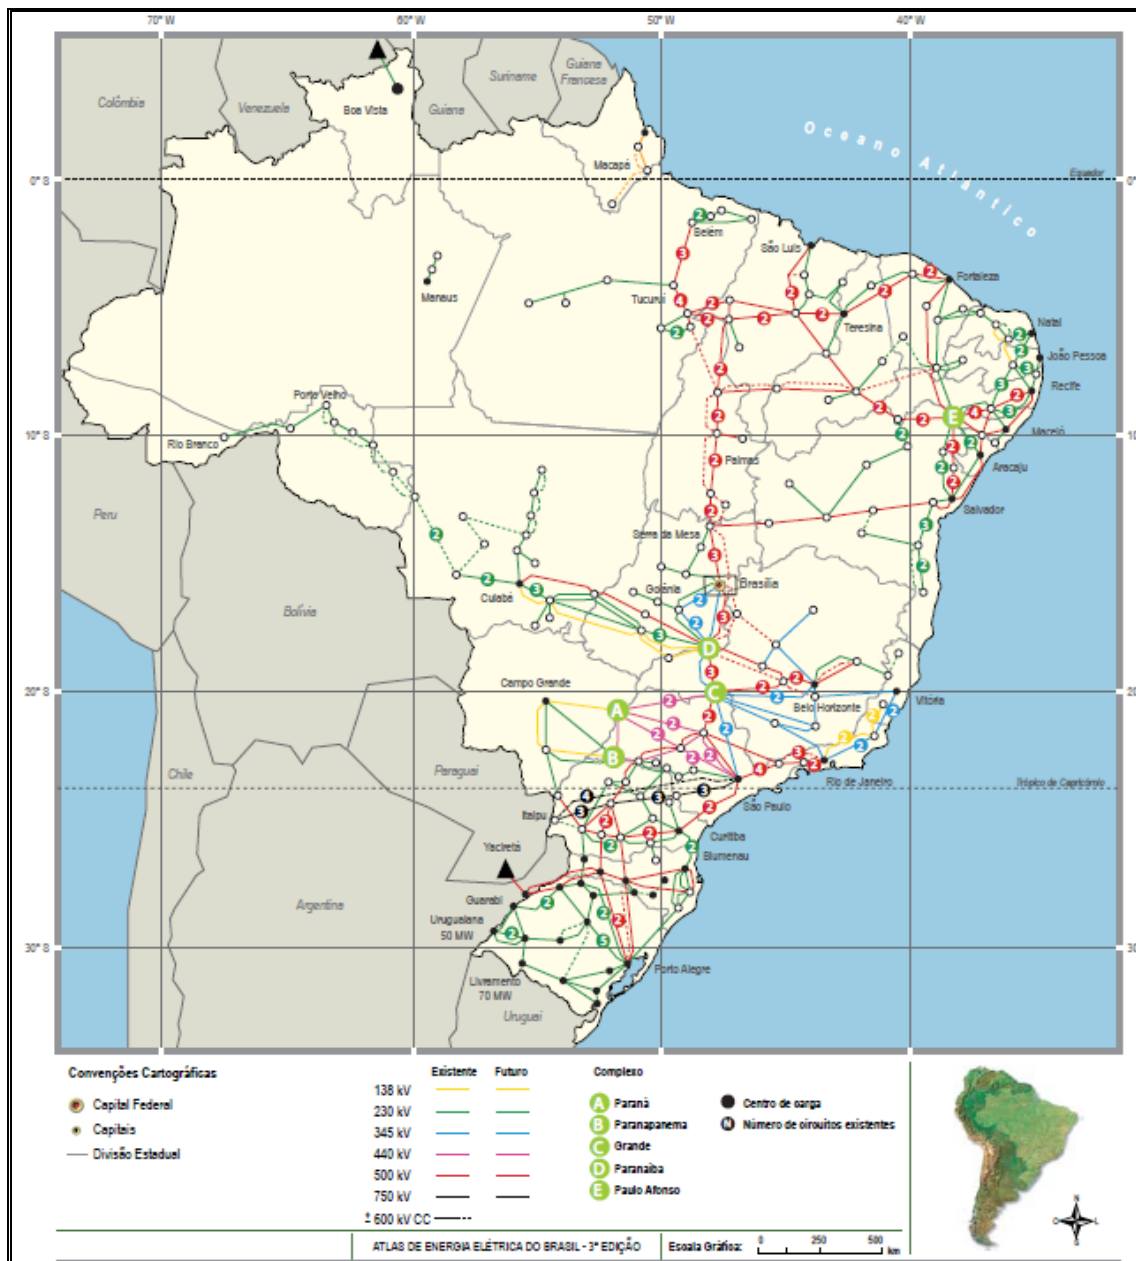 70° W 60° W 50° W 40° W
Colômbia
Venezuela
Guiana
Suriname
Guiana
Francesa
Boa Vista
Macapá
Oceano Atlântico
Equador
0° S
Belém
São Luís
Fortaleza
Manaus
Tucuruí
Teresina
Natal
João Pessoa
Recife
Porto Velho
Rio Branco
Maceió
10° S
Palmas
Aracaju
Salvador
Peru
Serra da Mesa
Brasília
Goiânia
Cuiabá
Bolívia
20° S
Campo Grande
Belo Horizonte
Vitória
Chile
Paraguai
Rio de Janeiro
Trópico de Capricórnio
São Paulo
Itaipu
Curitiba
Blumenau
Yaciretá
Guarabi
Argentina
Uruguaiana
50 MW
30° S
Porto Alegre
Livramento
70 MW
Uruguai
A
B
C
D
E
Convenções Cartográficas
Capital Federal
Capitais
Divisão Estadual
Existente Futuro
138 kV
230 kV
345 kV
440 kV
500 kV
750 kV
± 600 kV CC
Complexo
A Paraná
B Paranapanema
C Grande
D Paranaíba
E Paulo Afonso
Centro de carga
N Número de circuitos existentes
N
O L
S
ATLAS DE ENERGIA ELÉTRICA DO BRASIL - 3ª EDIÇÃO
Escala Gráfica: 0 250 500
km